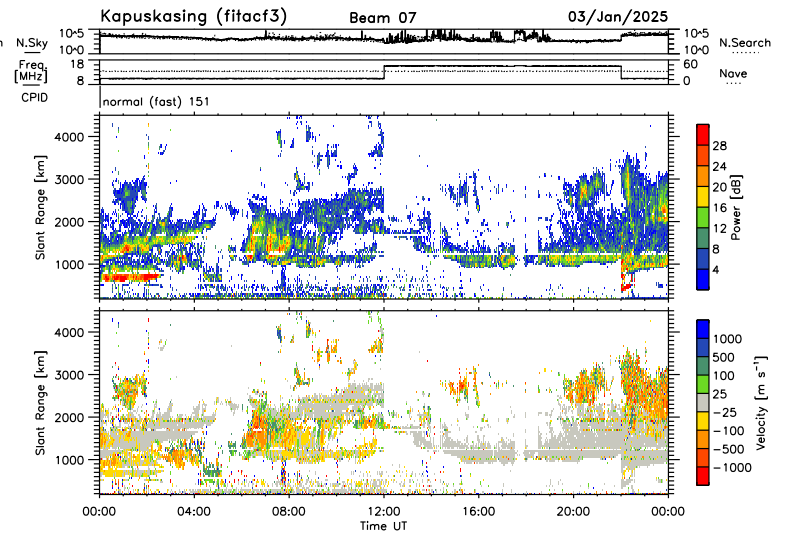 Kapuskasing (fitacf3) Beam 07 03/Jan/2025
N.Sky 10^5 10^0 10^5 10^0 N.Search
Freq. [MHz] 18 8 60 0 Nave
CPID normal (fast) 151
Slant Range [km]
4000
3000
2000
1000
Power [dB]
28
24
20
16
12
8
4
Slant Range [km]
4000
3000
2000
1000
Velocity [m s⁻¹]
1000
500
100
25
-25
-100
-500
-1000
00:00 04:00 08:00 12:00 16:00 20:00 00:00
Time UT